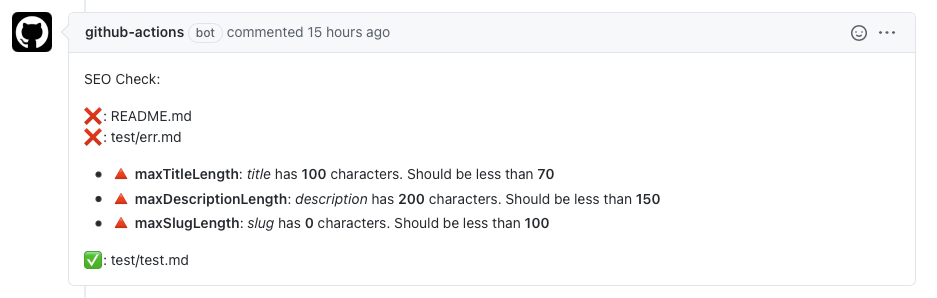 github-actions bot commented 15 hours ago
SEO Check:
❌: README.md
❌: test/err.md
• 🔺 maxTitleLength: title has 100 characters. Should be less than 70
• 🔺 maxDescriptionLength: description has 200 characters. Should be less than 150
• 🔺 maxSlugLength: slug has 0 characters. Should be less than 100
✅: test/test.md